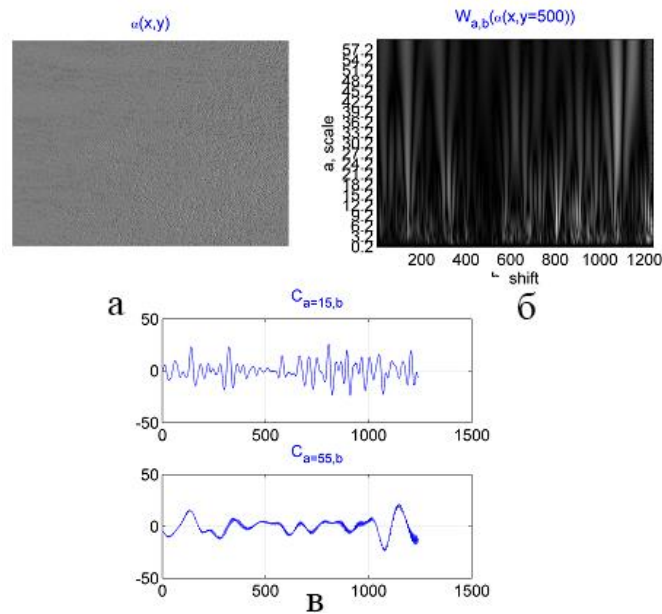 α(x,y)
W_{a,b}(α(x,y=500))
a, scale
57.2
54.2
51.2
48.2
45.2
42.2
39.2
36.2
33.2
30.2
27.2
24.2
21.2
18.2
15.2
12.2
9.2
6.2
3.2
0.2
200 400 600 800 1000 1200
shift
а
б
C_{a=15,b}
50
0
-50
0 500 1000 1500
C_{a=55,b}
50
0
-50
0 500 1000 1500
в